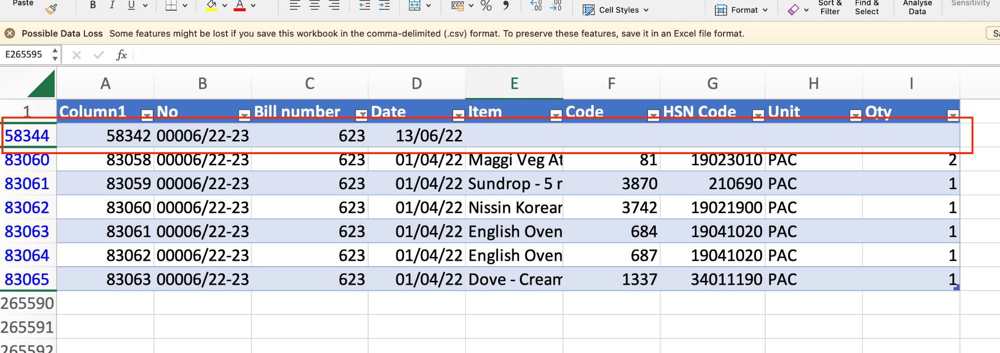 Paste B I U % Cell Styles Format Sort & Filter Find & Select Analyse Data Sensitivity
Possible Data Loss Some features might be lost if you save this workbook in the comma-delimited (.csv) format. To preserve these features, save it in an Excel file format.
E265595 fx
A B C D E F G H I
1 Column1 No Bill number Date Item Code HSN Code Unit Qty
58344 58342 00006/22-23 623 13/06/22
83060 83058 00006/22-23 623 01/04/22 Maggi Veg At 81 19023010 PAC 2
83061 83059 00006/22-23 623 01/04/22 Sundrop - 5 r 3870 210690 PAC 1
83062 83060 00006/22-23 623 01/04/22 Nissin Korear 3742 19021900 PAC 1
83063 83061 00006/22-23 623 01/04/22 English Oven 684 19041020 PAC 1
83064 83062 00006/22-23 623 01/04/22 English Oven 687 19041020 PAC 1
83065 83063 00006/22-23 623 01/04/22 Dove - Cream 1337 34011190 PAC 1
265590
265591
265592